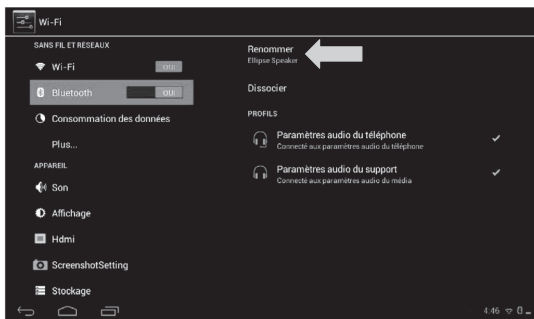 Wi-Fi
SANS FIL ET RÉSEAUX
Wi-Fi OUI
Bluetooth OUI
Consommation des données
Plus...
APPAREIL
Son
Affichage
Hdmi
ScreenshotSetting
Stockage
Renommer
Ellipse Speaker
Dissocier
PROFILS
Paramètres audio du téléphone
Connecté aux paramètres audio du téléphone
Paramètres audio du support
Connecté aux paramètres audio du média
4:46